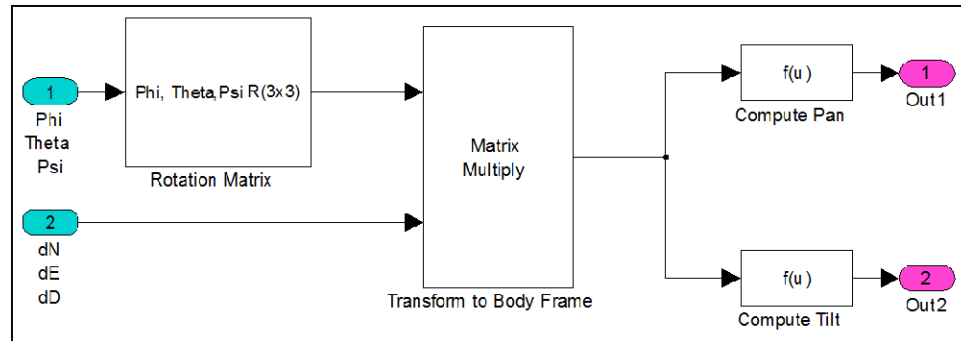 1
Phi
Theta
Psi
Phi, Theta,Psi R(3x3)
Rotation Matrix
2
dN
dE
dD
Matrix
Multiply
Transform to Body Frame
f(u)
Compute Pan
1
Out1
f(u)
Compute Tilt
2
Out2